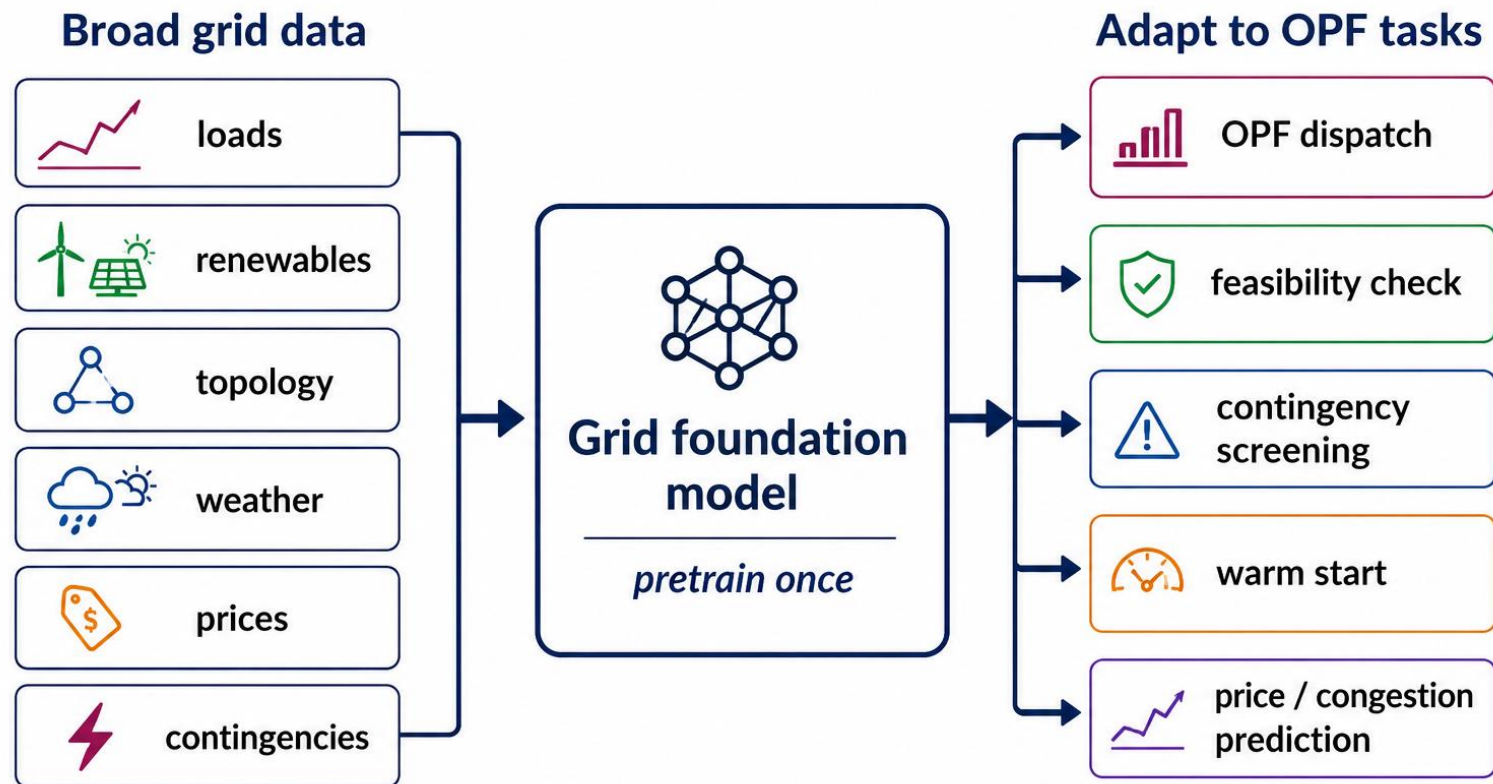 Broad grid data
loads
renewables
topology
weather
$
prices
contingencies
Grid foundation
model
pretrain once
Adapt to OPF tasks
OPF dispatch
feasibility check
!
contingency
screening
warm start
price / congestion
prediction